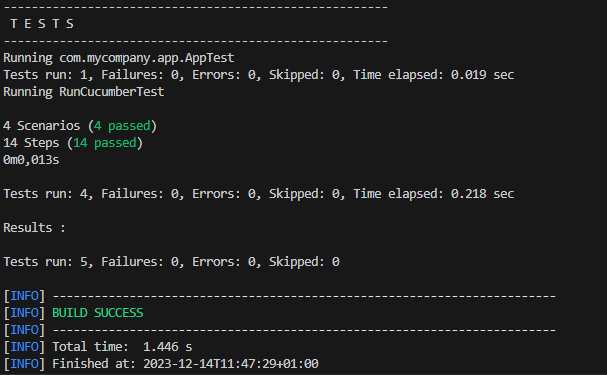 -------------------------------------------------------
T E S T S
-------------------------------------------------------
Running com.mycompany.app.AppTest
Tests run: 1, Failures: 0, Errors: 0, Skipped: 0, Time elapsed: 0.019 sec
Running RunCucumberTest
4 Scenarios (4 passed)
14 Steps (14 passed)
0m0,013s
Tests run: 4, Failures: 0, Errors: 0, Skipped: 0, Time elapsed: 0.218 sec
Results :
Tests run: 5, Failures: 0, Errors: 0, Skipped: 0
[INFO] ------------------------------------------------------------------------
[INFO] BUILD SUCCESS
[INFO] ------------------------------------------------------------------------
[INFO] Total time:  1.446 s
[INFO] Finished at: 2023-12-14T11:47:29+01:00